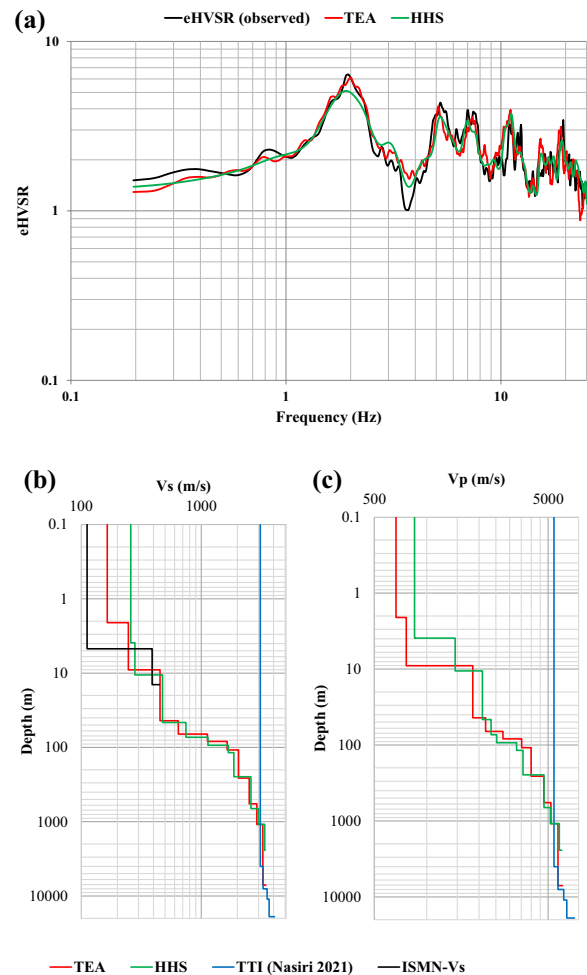 (a)
eHVSR (observed) TEA HHS
10
1
0.1
eHVSR
0.1 1 10
Frequency (Hz)
(b)
Vs (m/s)
100 1000
0.1
1
10
100
1000
10000
Depth (m)
(c)
Vp (m/s)
500 5000
0.1
1
10
100
1000
10000
Depth (m)
TEA HHS TTI (Nasiri 2021) ISMN-Vs